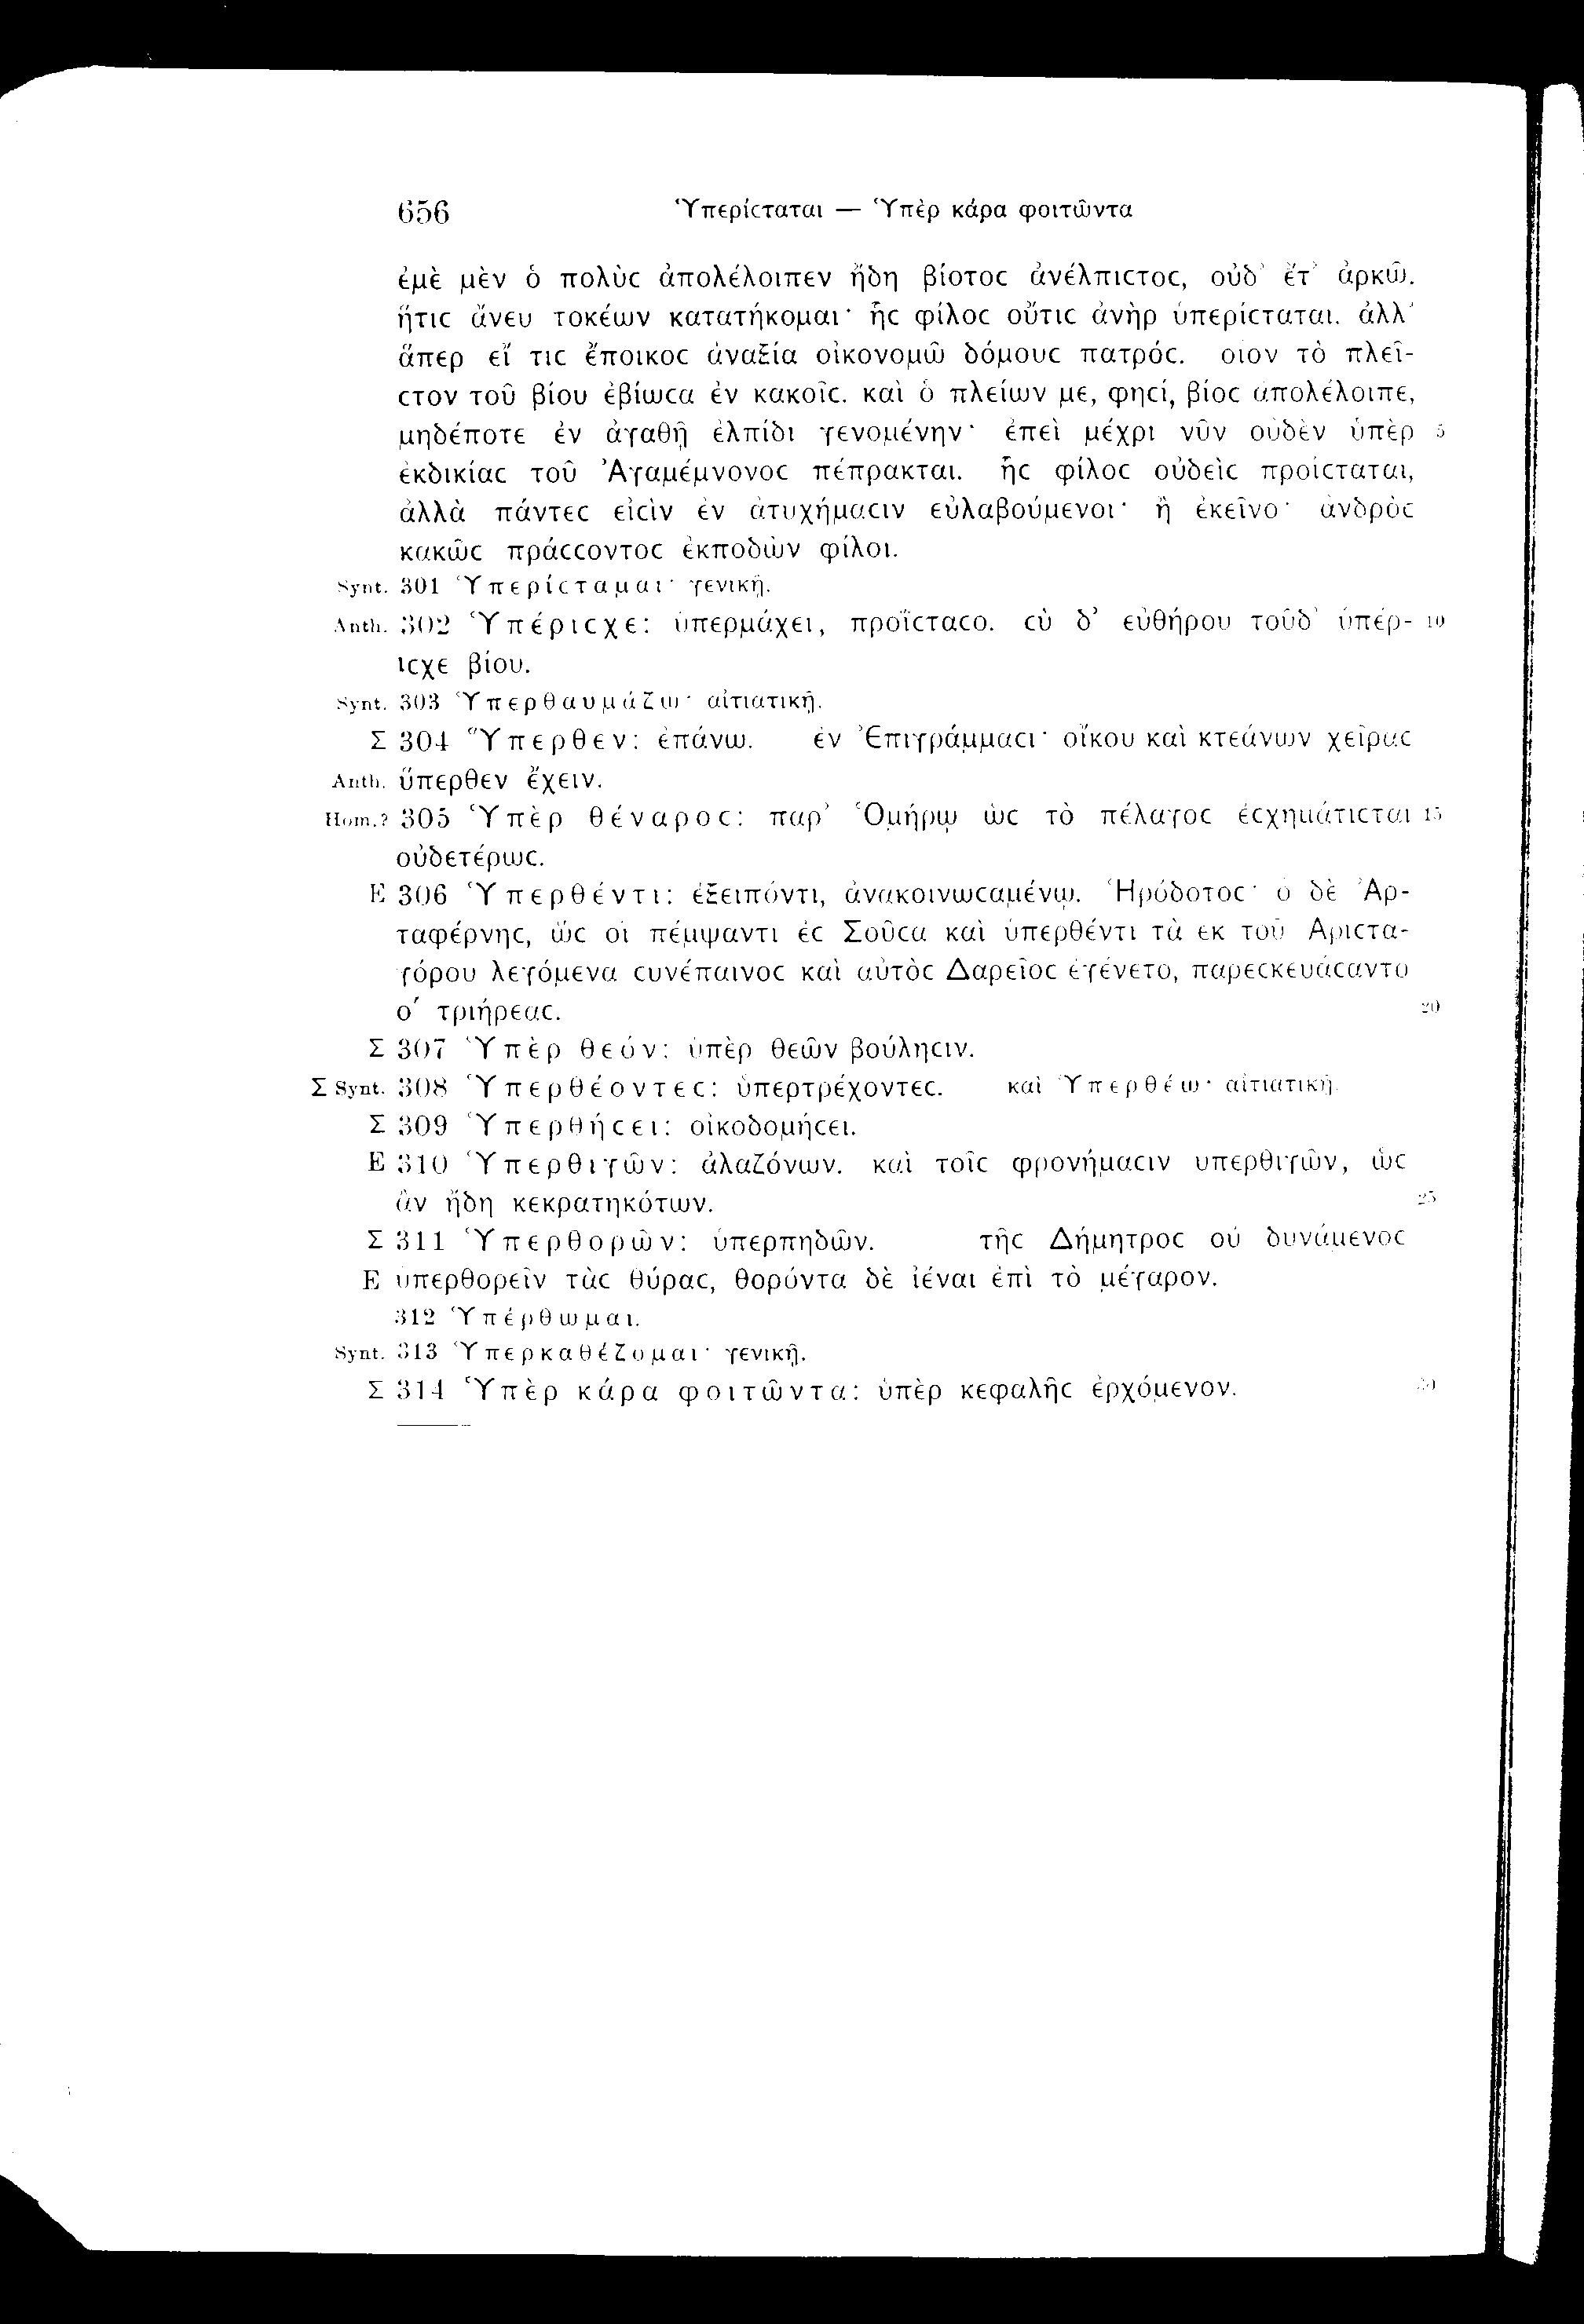 656 Ὑπερίϲταται — Ὑπὲρ κάρα φοιτῶντα
ἐμὲ μὲν ὁ πολὺϲ ἀπολέλοιπεν ἤδη βίοτοϲ ἀνέλπιϲτοϲ, οὐδ’ ἔτ’ ἀρκῶ.
ἥτιϲ ἄνευ τοκέων κατατήκομαι· ἧϲ φίλοϲ οὔτιϲ ἀνὴρ ὑπερίϲταται. ἀλλ’
ἅπερ εἴ τιϲ ἔποικοϲ ἀναξία οἰκονομῶ δόμουϲ πατρόϲ. οἷον τὸ πλεῖ-
ϲτον τοῦ βίου ἐβίωϲα ἐν κακοῖϲ. καὶ ὁ πλείων με, φηϲί, βίοϲ ἀπολέλοιπε,
μηδέποτε ἐν ἀγαθῇ ἐλπίδι γενομένην· ἐπεὶ μέχρι νῦν οὐδὲν ὑπὲρ 5
ἐκδικίαϲ τοῦ Ἀγαμέμνονοϲ πέπρακται. ἧϲ φίλοϲ οὐδεὶϲ προίϲταται,
ἀλλὰ πάντεϲ εἰϲὶν ἐν ἀτυχήμαϲιν εὐλαβούμενοι· ἢ ἐκεῖνο· ἀνδρὸϲ
κακῶϲ πράϲϲοντοϲ ἐκποδὼν φίλοι.
Synt. 301 Ὑπερίϲταμαι· γενικῇ.
Anth. 302 Ὑπέριϲχε: ὑπερμάχει, προΐϲταϲο. ϲὺ δ’ εὐθήρου τοῦδ’ ὑπέρ- 10
ιϲχε βίου.
Synt. 303 Ὑπερθαυμάζω· αἰτιατικῇ.
Σ 304 Ὕπερθεν: ἐπάνω. ἐν Ἐπιγράμμαϲι· οἴκου καὶ κτεάνων χεῖραϲ
Anth. ὕπερθεν ἔχειν.
Hom.? 305 Ὑπὲρ θέναροϲ: παρ’ Ὁμήρῳ ὡϲ τὸ πέλαγοϲ ἐϲχημάτιϲται 15
οὐδετέρωϲ.
E 306 Ὑπερθέντι: ἐξειπόντι, ἀνακοινωϲαμένῳ. Ἡρόδοτοϲ· ὁ δὲ Ἀρ-
ταφέρνηϲ, ὥϲ οἱ πέμψαντι ἐϲ Σοῦϲα καὶ ὑπερθέντι τὰ ἐκ τοῦ Ἀριϲτα-
γόρου λεγόμενα ϲυνέπαινοϲ καὶ αὐτὸϲ Δαρεῖοϲ ἐγένετο, παρεϲκευάϲαντο
ο´ τριήρεαϲ. 20
Σ 307 Ὑπὲρ θεόν: ὑπὲρ θεῶν βούληϲιν.
Σ Synt. 308 Ὑπερθέοντεϲ: ὑπερτρέχοντεϲ. καὶ Ὑπερθέω· αἰτιατικῇ.
Σ 309 Ὑπερθήϲει: οἰκοδομήϲει.
E 310 Ὑπερθιγῶν: ἀλαζόνων. καὶ τοῖϲ φρονήμαϲιν ὑπερθιγῶν, ὡϲ
ἂν ἤδη κεκρατηκότων. 25
Σ 311 Ὑπερθορῶν: ὑπερπηδῶν. τῆϲ Δήμητροϲ οὐ δυνάμενοϲ
E ὑπερθορεῖν τὰϲ θύραϲ, θορόντα δὲ ἰέναι ἐπὶ τὸ μέγαρον.
312 Ὑπέρθωμαι.
Synt. 313 Ὑπερκαθέζομαι· γενικῇ.
Σ 314 Ὑπὲρ κάρα φοιτῶντα: ὑπὲρ κεφαλῆϲ ἐρχόμενον. 30